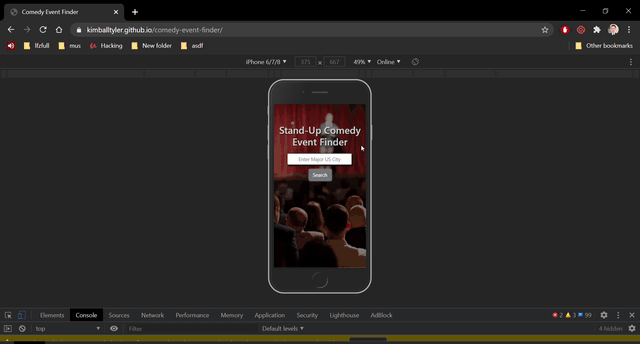 Comedy Event Finder
kimballtyler.github.io/comedy-event-finder/
lfzfull
mus
Hacking
New folder
asdf
Other bookmarks
iPhone 6/7/8 375 x 667 49% Online
Stand-Up Comedy
Event Finder
Enter Major US City
Search
Elements Console Sources Network Performance Memory Application Security Lighthouse AdBlock 2 3 99
top Filter Default levels 4 hidden